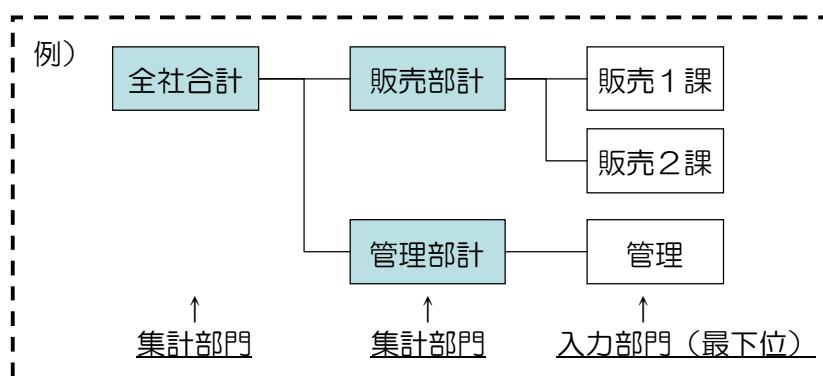 例）
全社合計
販売部計
販売１課
販売２課
管理部計
管理
↑
↑
↑
集計部門
集計部門
入力部門（最下位）